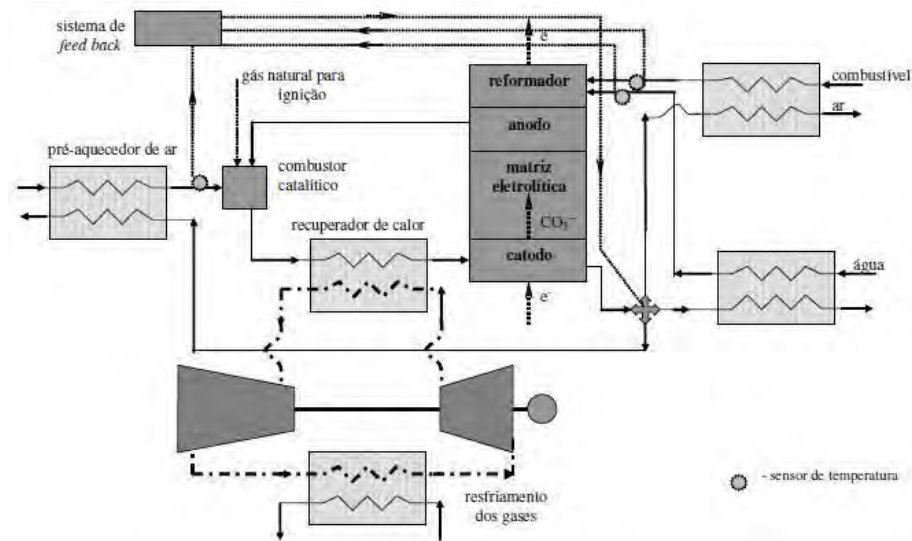 sistema de
feed back
gás natural para
ignição
e⁻
reformador
anodo
matriz
eletrolítica
CO₃⁻⁻
catodo
e⁻
combustível
ar
pré-aquecedor de ar
combustor
catalítico
recuperador de calor
água
resfriamento
dos gases
- sensor de temperatura